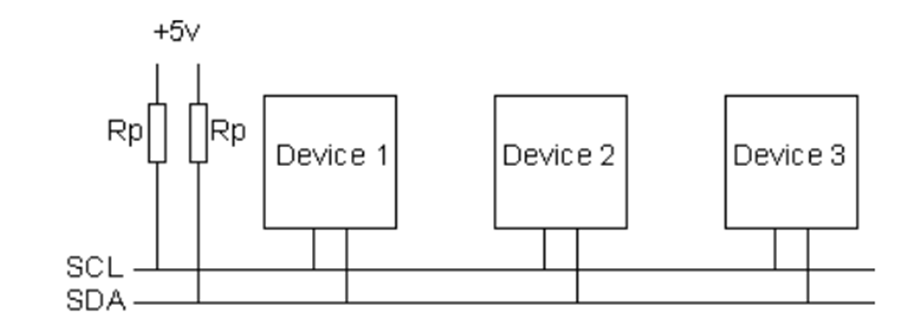 +5v
Rp Rp
Device 1 Device 2 Device 3
SCL
SDA